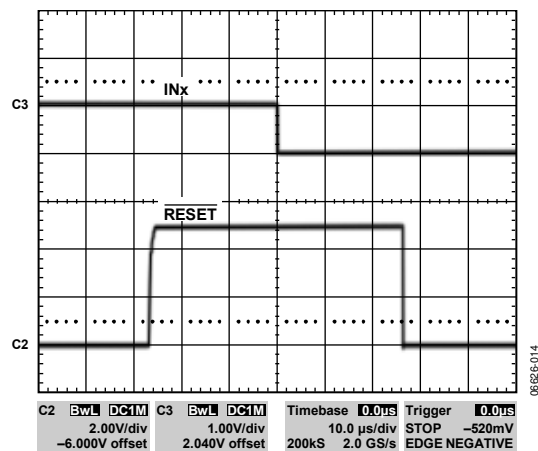 INx
C3
RESET
C2
06626-014
C2 BwL DC1M C3 BwL DC1M Timebase 0.0µs Trigger 0.0µs
2.00V/div 1.00V/div 10.0 µs/div STOP –520mV
–6.000V offset 2.040V offset 200kS 2.0 GS/s EDGE NEGATIVE